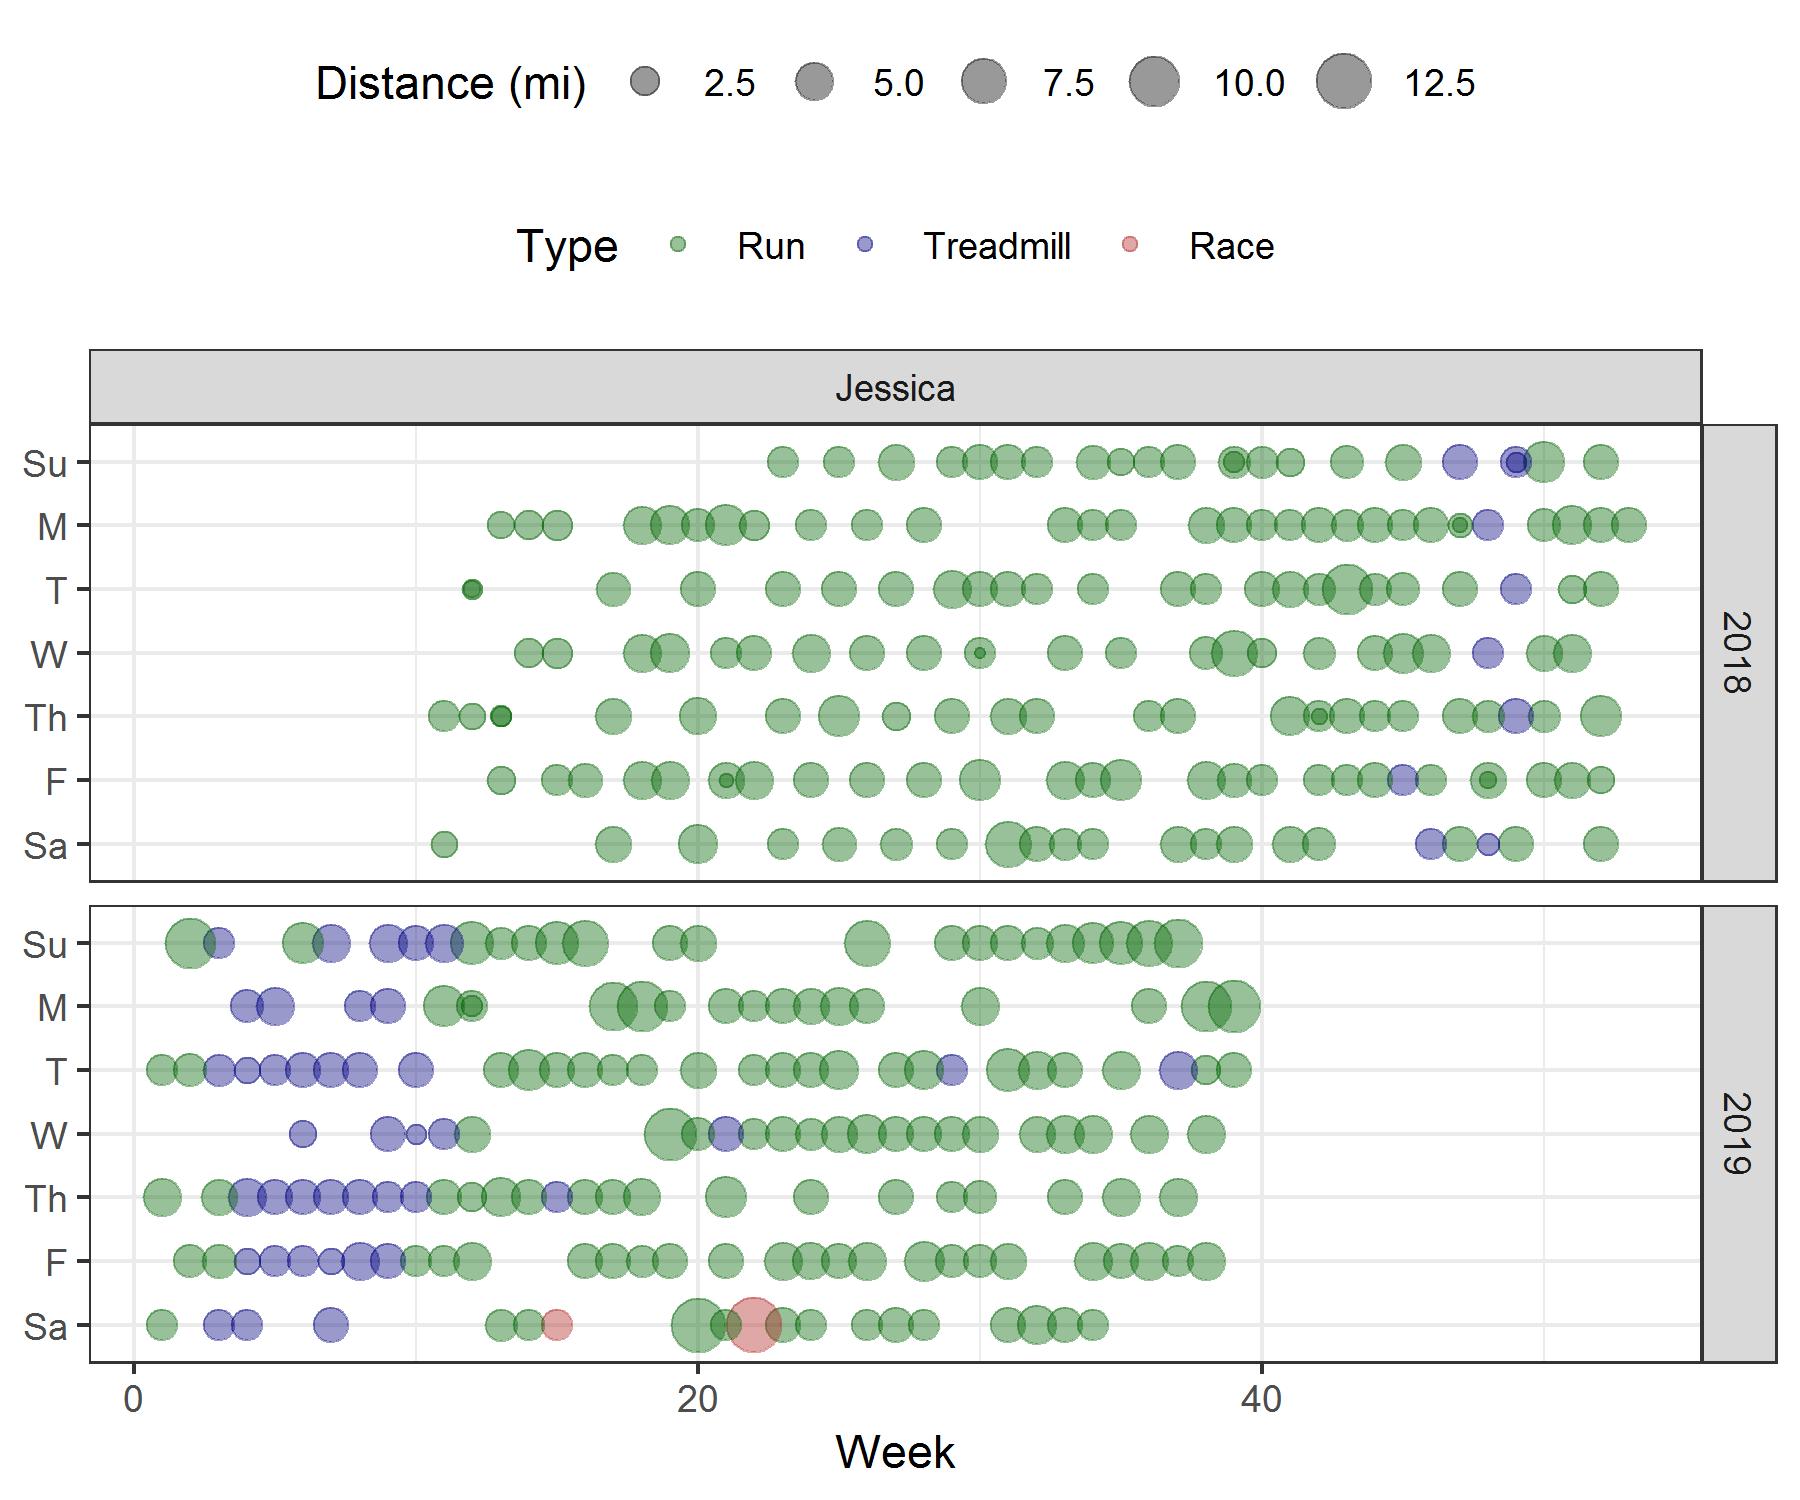 Distance (mi) 2.5 5.0 7.5 10.0 12.5
Type Run Treadmill Race
Jessica
Su
M
T
W
Th
F
Sa
2018
Su
M
T
W
Th
F
Sa
2019
0 20 40
Week